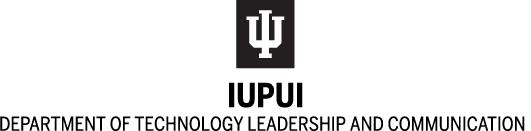 IUPUI
DEPARTMENT OF TECHNOLOGY LEADERSHIP AND COMMUNICATION